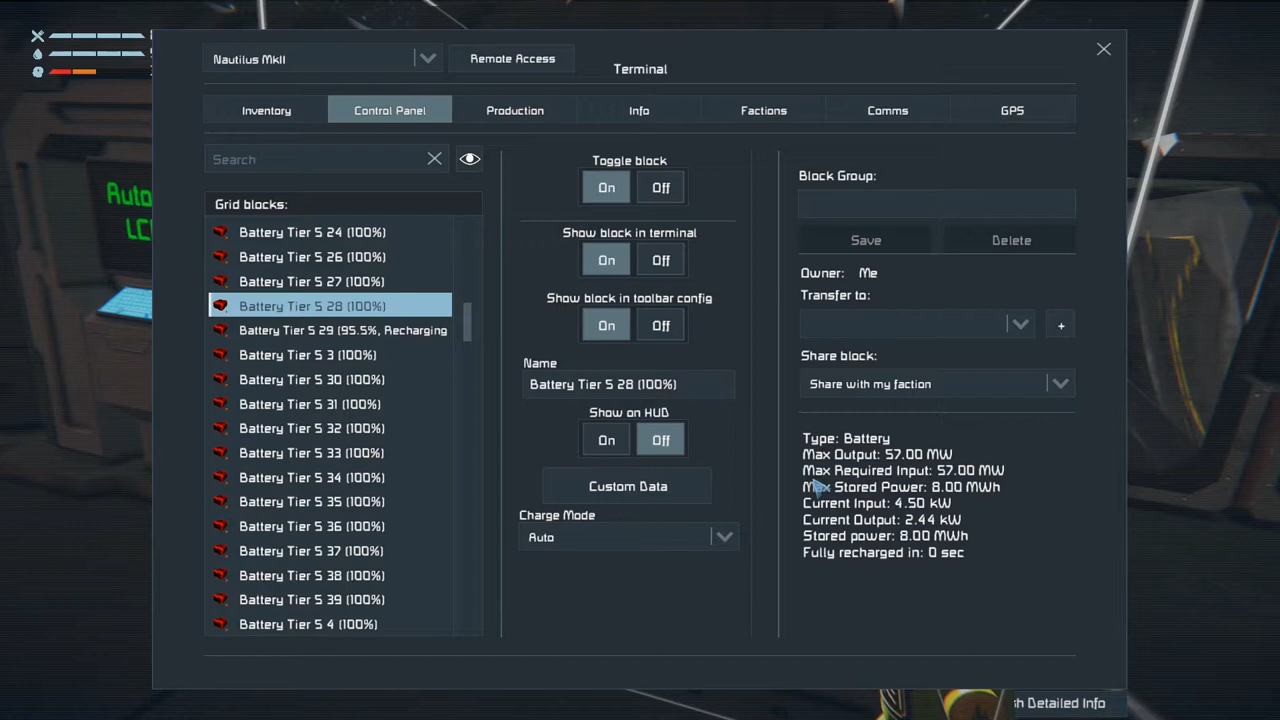 Nautilus MkII
Remote Access
Terminal
Inventory
Control Panel
Production
Info
Factions
Comms
GPS
Search
Grid blocks:
Battery Tier 5 24 (100%)
Battery Tier 5 26 (100%)
Battery Tier 5 27 (100%)
Battery Tier 5 28 (100%)
Battery Tier 5 29 (95.5%, Recharging
Battery Tier 5 3 (100%)
Battery Tier 5 30 (100%)
Battery Tier 5 31 (100%)
Battery Tier 5 32 (100%)
Battery Tier 5 33 (100%)
Battery Tier 5 34 (100%)
Battery Tier 5 35 (100%)
Battery Tier 5 36 (100%)
Battery Tier 5 37 (100%)
Battery Tier 5 38 (100%)
Battery Tier 5 39 (100%)
Battery Tier 5 4 (100%)
Toggle block
On Off
Show block in terminal
On Off
Show block in toolbar config
On Off
Name
Battery Tier 5 28 (100%)
Show on HUD
On Off
Custom Data
Charge Mode
Auto
Block Group:
Save Delete
Owner: Me
Transfer to:
+
Share block:
Share with my faction
Type: Battery
Max Output: 57.00 MW
Max Required Input: 57.00 MW
Max Stored Power: 8.00 MWh
Current Input: 4.50 kW
Current Output: 2.44 kW
Stored power: 8.00 MWh
Fully recharged in: 0 sec
Auto
LC
Detailed Info